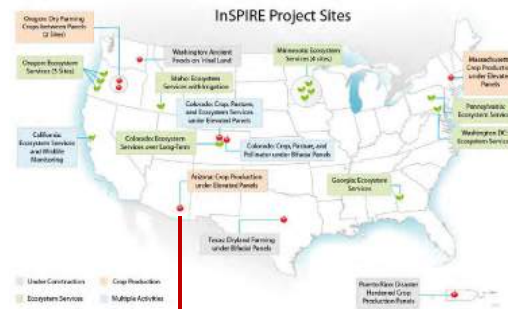 InSPIRE Project Sites
Oregon: Dry Farming
Crops between Panels
(2 Sites)
Washington: Ancient
Foods on Tribal Land
Minnesota: Ecosystem
Services (4 sites)
Massachusetts
Crop Production
under Elevated
Panels
Oregon: Ecosystem
Services (5 Sites)
Idaho: Ecosystem
Services with Irrigation
Colorado: Crop, Pasture,
and Ecosystem Services
under Elevated Panels
Pennsylvania:
Ecosystem Services
California:
Ecosystem Services
and Wildlife
Monitoring
Colorado: Ecosystem
Services over Long-Term
Colorado: Crop, Pasture, and
Pollinator under Bifacial Panels
Washington DC:
Ecosystem Services
Arizona: Crop Production
under Elevated Panels
Georgia: Ecosystem
Services
Texas: Dryland Farming
under Bifacial Panels
Under Construction
Crop Production
Ecosystem Services
Multiple Activities
Puerto Rico: Disaster
Hardened Crop
Production Panels